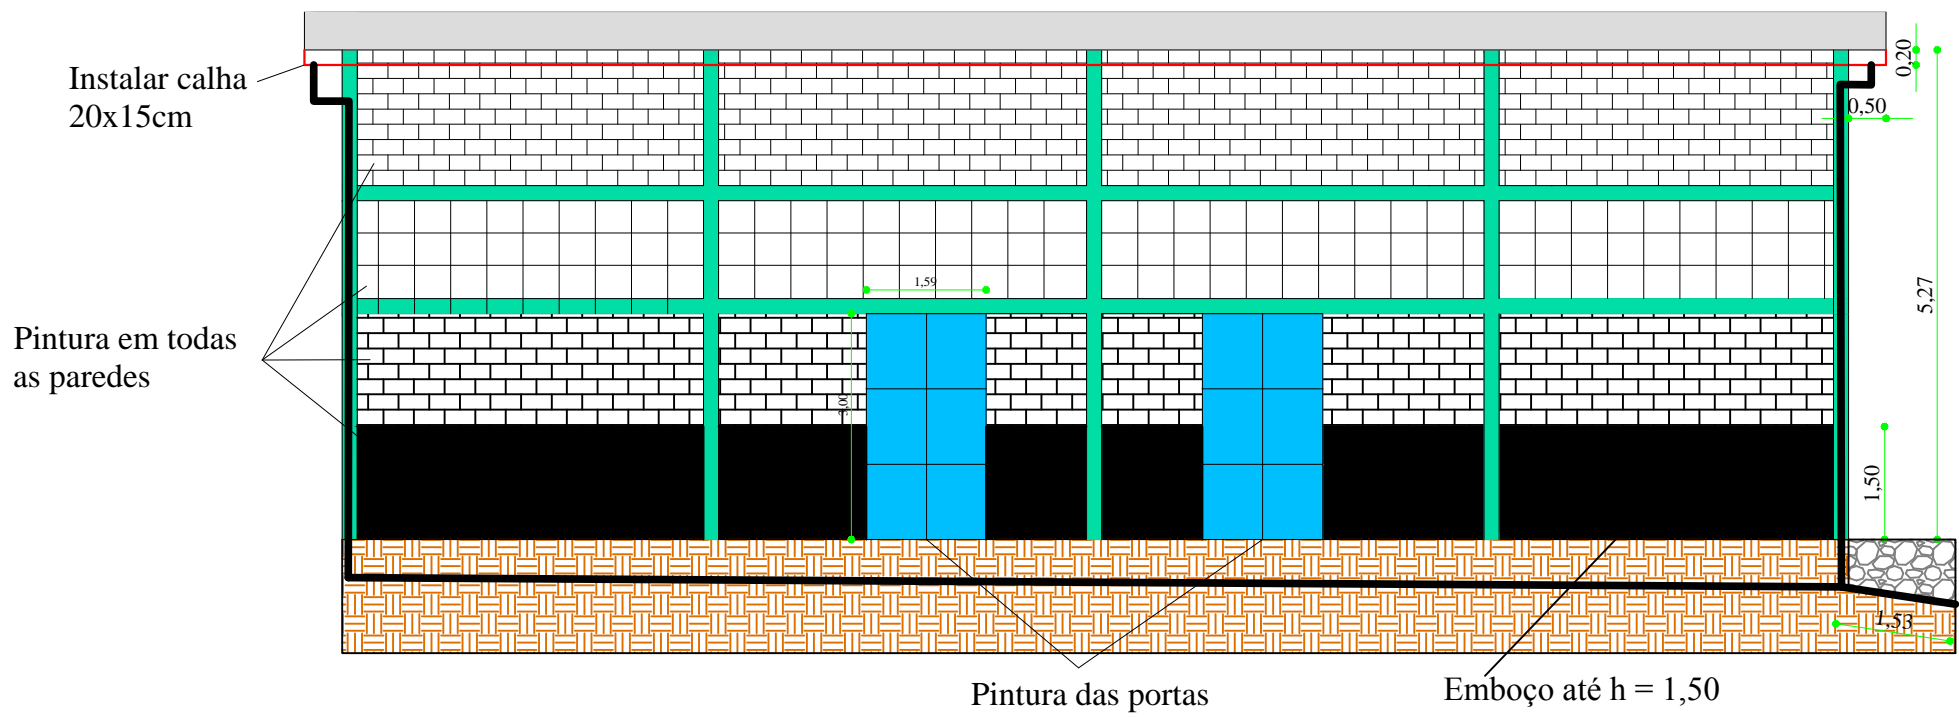 Instalar calha
20x15cm
0,20
0,50
1,59
5,27
Pintura em todas
as paredes
3,00
1,50
1,53
Pintura das portas
Emboço até h = 1,50